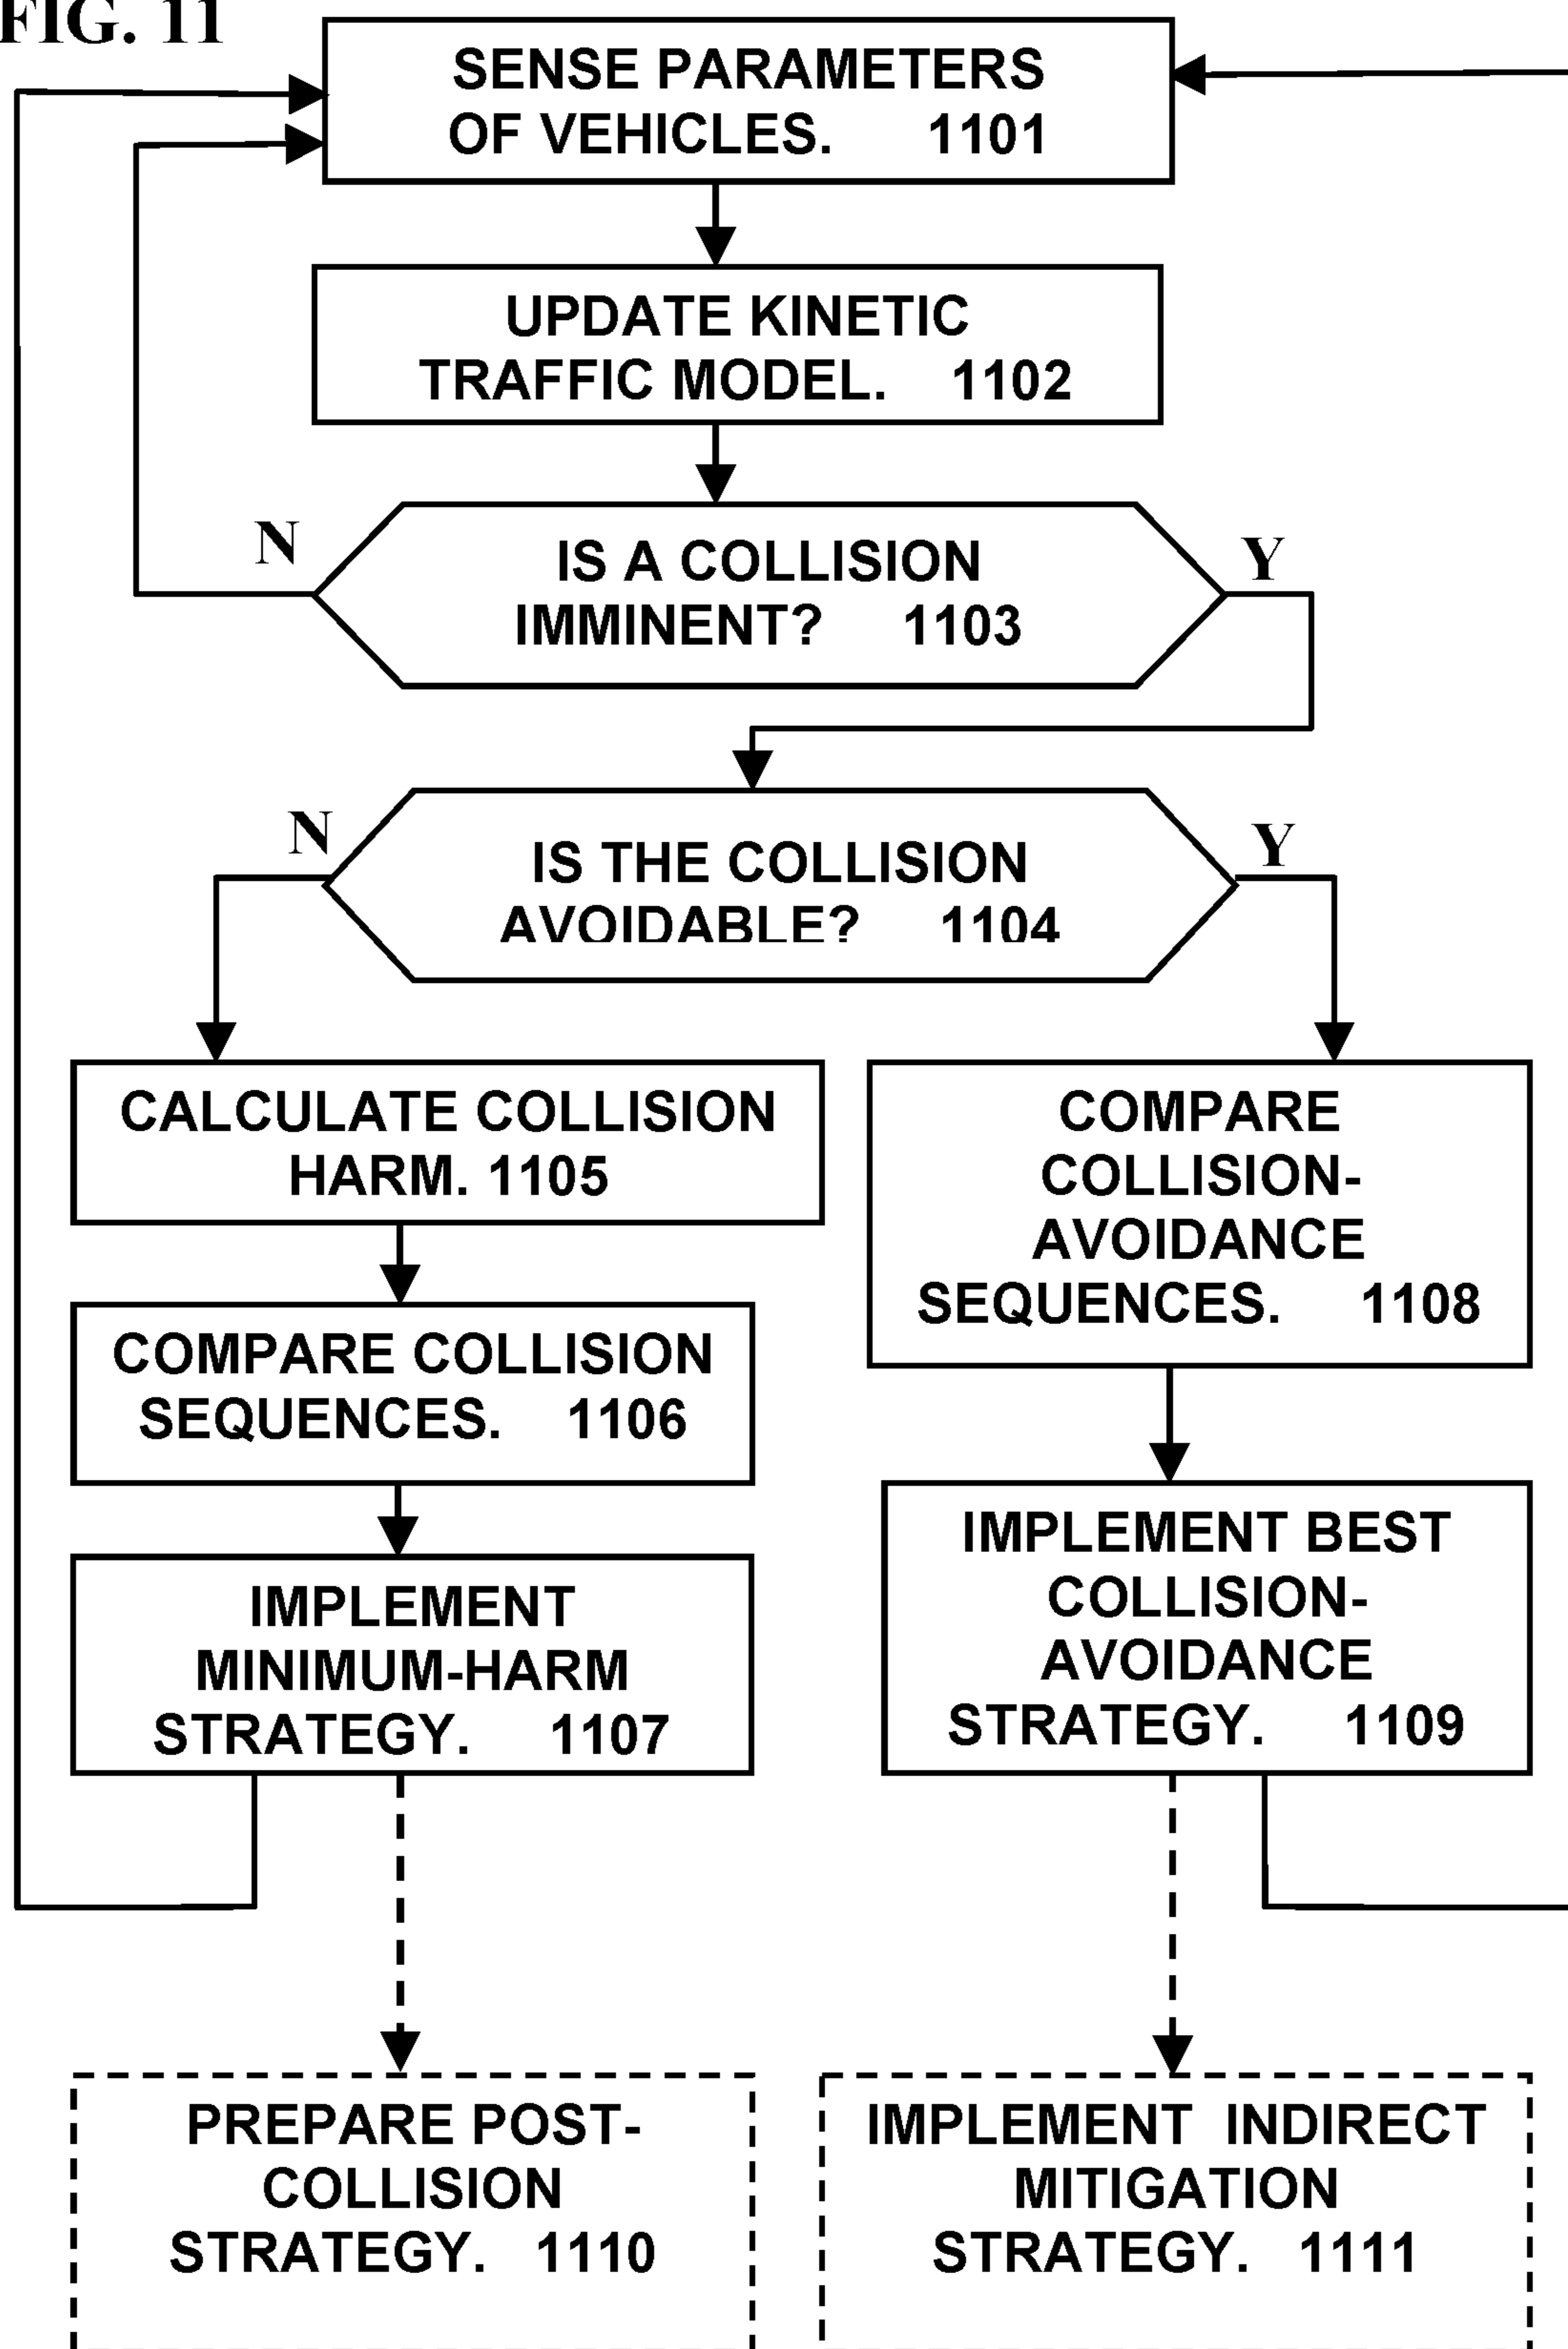 FIG. 11
SENSE PARAMETERS
OF VEHICLES. 1101
UPDATE KINETIC
TRAFFIC MODEL. 1102
N
Y
IS A COLLISION
IMMINENT? 1103
N
Y
IS THE COLLISION
AVOIDABLE? 1104
CALCULATE COLLISION
HARM. 1105
COMPARE COLLISION
SEQUENCES. 1106
IMPLEMENT
MINIMUM-HARM
STRATEGY. 1107
COMPARE
COLLISION-
AVOIDANCE
SEQUENCES. 1108
IMPLEMENT BEST
COLLISION-
AVOIDANCE
STRATEGY. 1109
PREPARE POST-
COLLISION
STRATEGY. 1110
IMPLEMENT INDIRECT
MITIGATION
STRATEGY. 1111